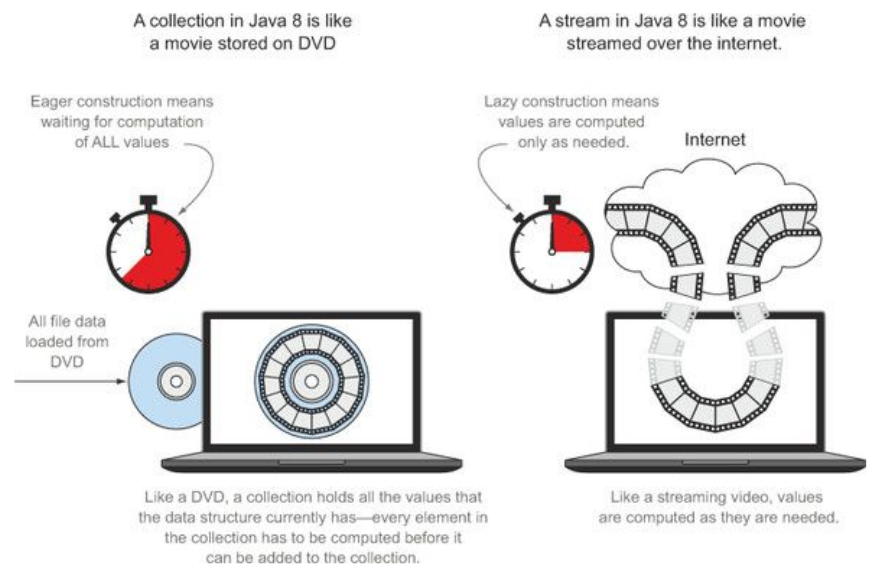 A collection in Java 8 is like
a movie stored on DVD
Eager construction means
waiting for computation
of ALL values
All file data
loaded from
DVD
Like a DVD, a collection holds all the values that
the data structure currently has—every element in
the collection has to be computed before it
can be added to the collection.
A stream in Java 8 is like a movie
streamed over the internet.
Lazy construction means
values are computed
only as needed.
Internet
Like a streaming video, values
are computed as they are needed.